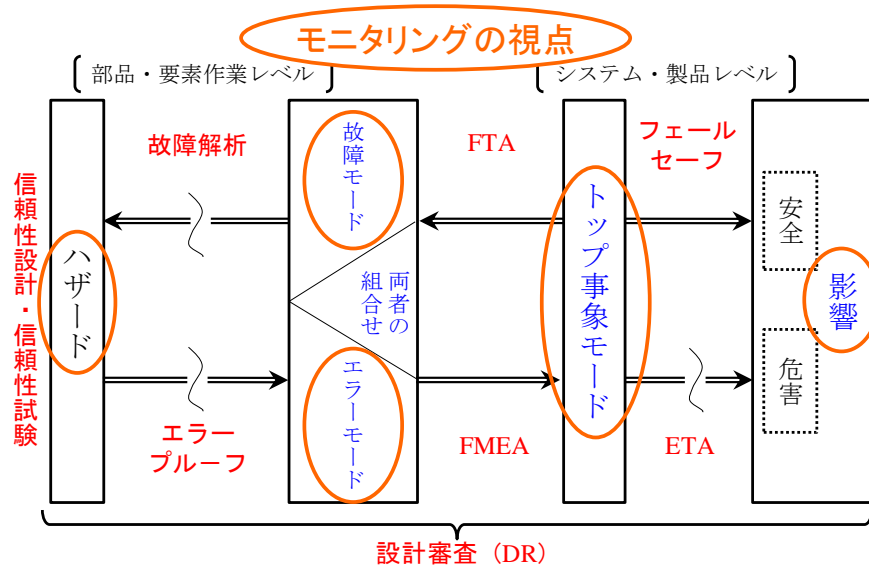 モニタリングの視点
部品・要素作業レベル
システム・製品レベル
故障解析
FTA
フェール
セーフ
信頼性設計・信頼性試験
ハザード
故障モード
両者の
組合せ
エラーモード
トップ事象モード
安全
危害
影響
エラー
プルーフ
FMEA
ETA
設計審査（DR）